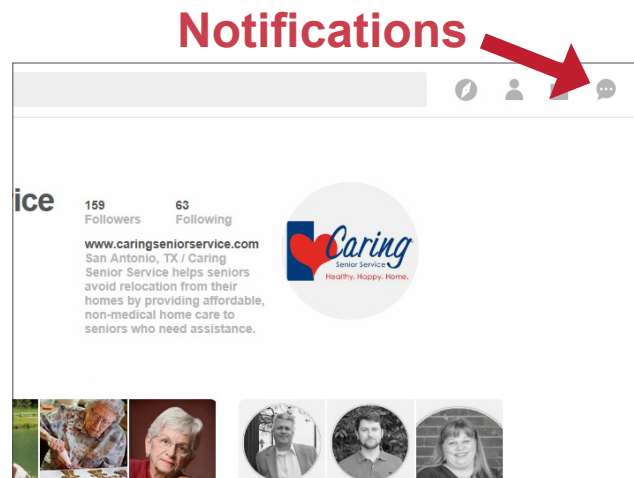 Notifications
ice
159
Followers
63
Following
www.caringseniorservice.com
San Antonio, TX / Caring
Senior Service helps seniors
avoid relocation from their
homes by providing affordable,
non-medical home care to
seniors who need assistance.
Caring
Senior Service
Healthy. Happy. Home.